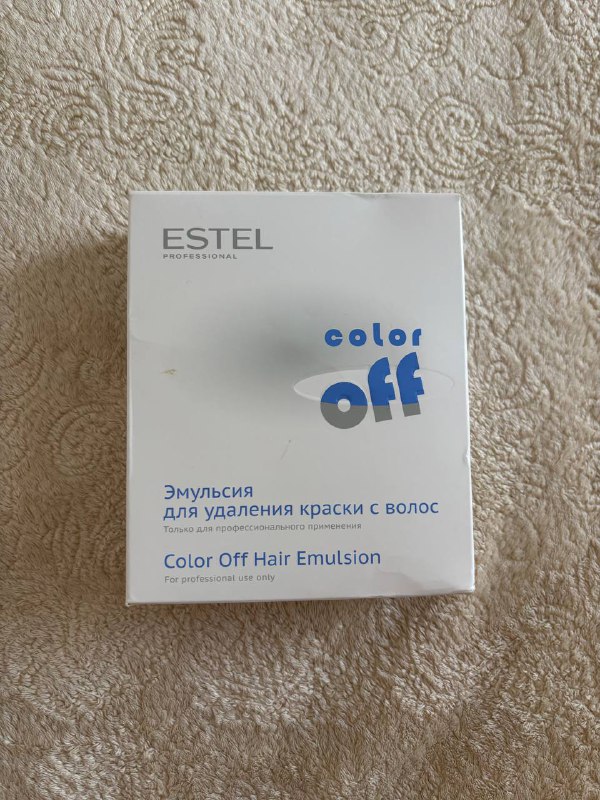 ESTEL
PROFESSIONAL
color
off
Эмульсия
для удаления краски с волос
Только для профессионального применения
Color Off Hair Emulsion
For professional use only